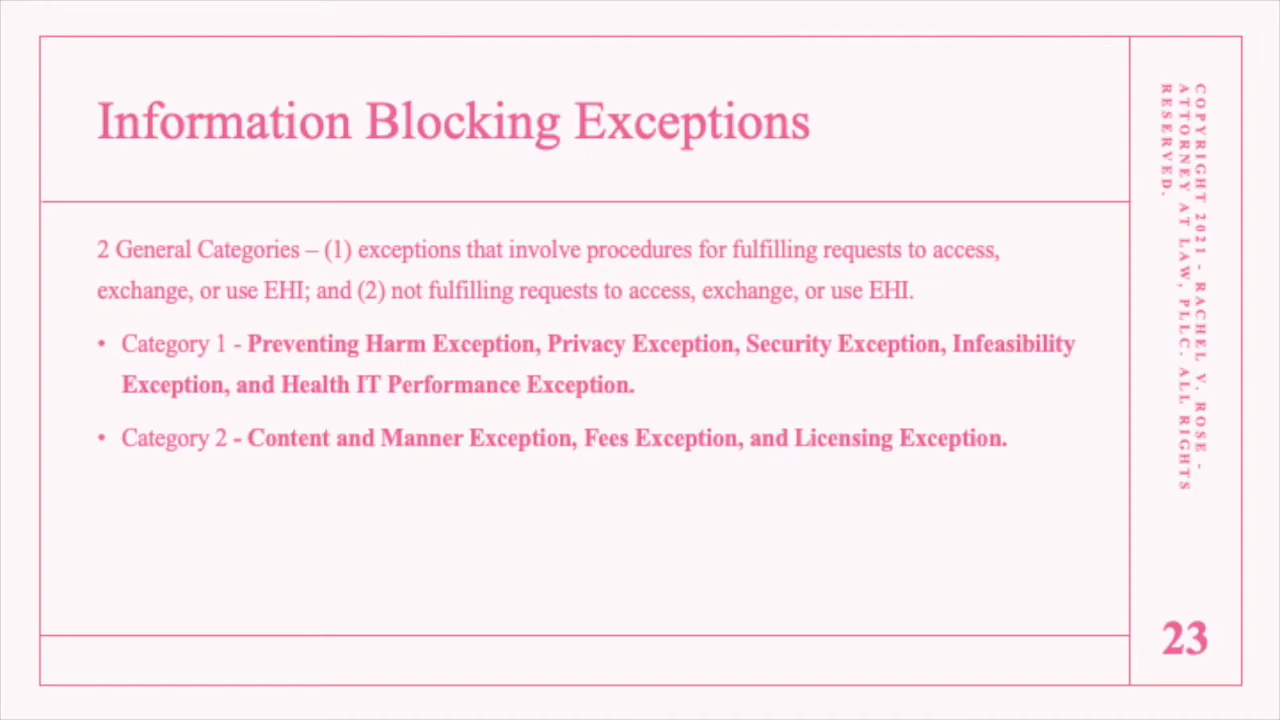 Information Blocking Exceptions
2 General Categories – (1) exceptions that involve procedures for fulfilling requests to access,
exchange, or use EHI; and (2) not fulfilling requests to access, exchange, or use EHI.
• Category 1 - Preventing Harm Exception, Privacy Exception, Security Exception, Infeasibility
Exception, and Health IT Performance Exception.
• Category 2 - Content and Manner Exception, Fees Exception, and Licensing Exception.
COPYRIGHT 2021 - RACHEL V. ROSE -
ATTORNEY AT LAW, PLLC. ALL RIGHTS
RESERVED.
23